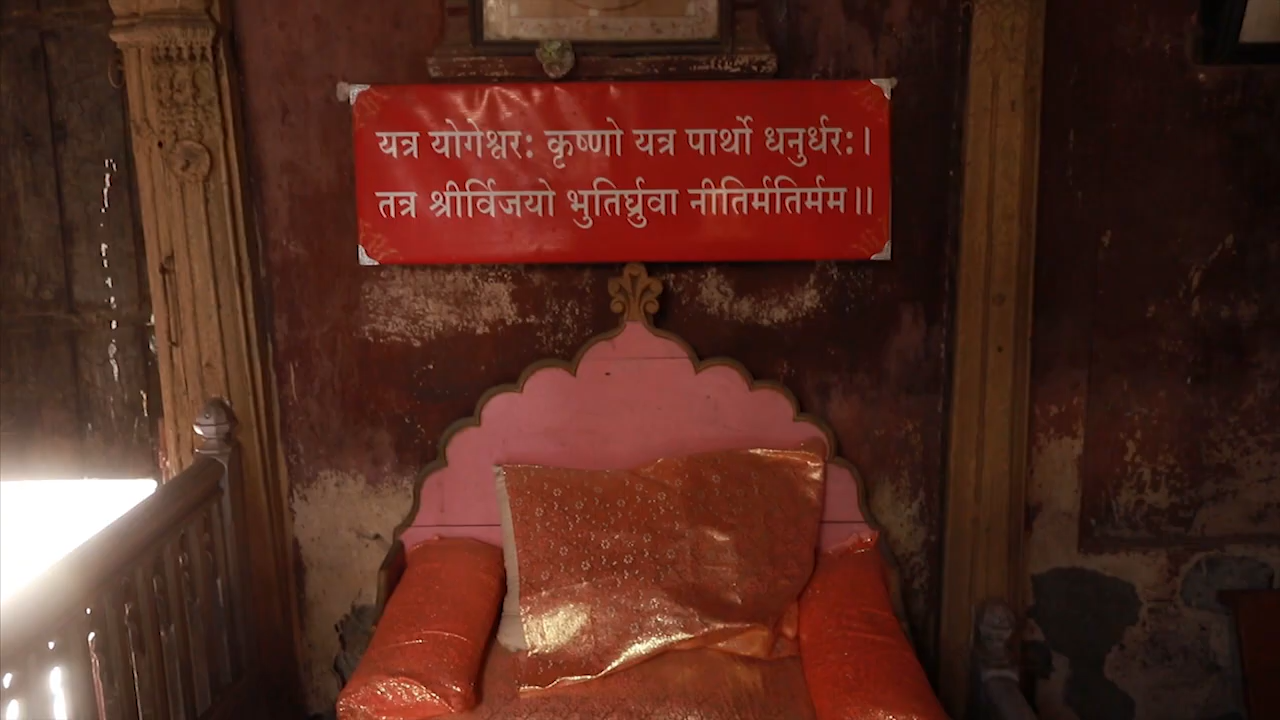 यत्र योगेश्वर: कृष्णो यत्र पार्थो धनुर्धर:।
तत्र श्रीर्विजयो भुतिर्घ्रुवा नीतिर्मतिर्मम॥